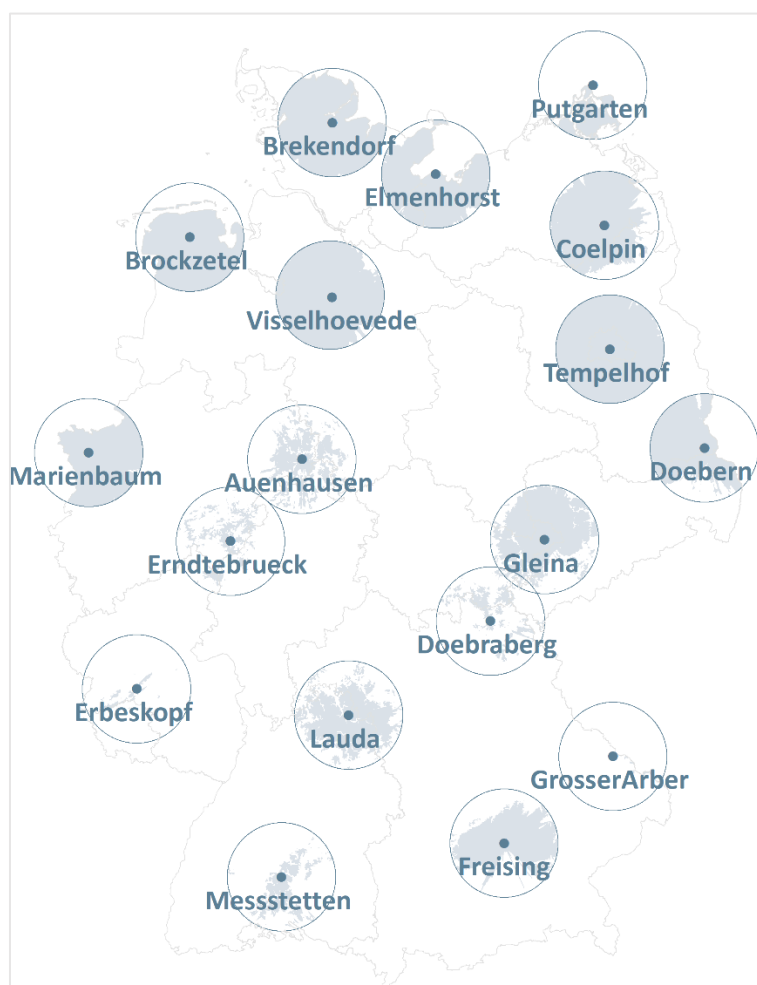 Putgarten
Brekendorf
Elmenhorst
Coelpin
Brockzetel
Visselhoevede
Tempelhof
Marienbaum
Auenhausen
Doebern
Erndtebrueck
Gleina
Doebraberg
Erbeskopf
Lauda
GrosserArber
Freising
Messstetten